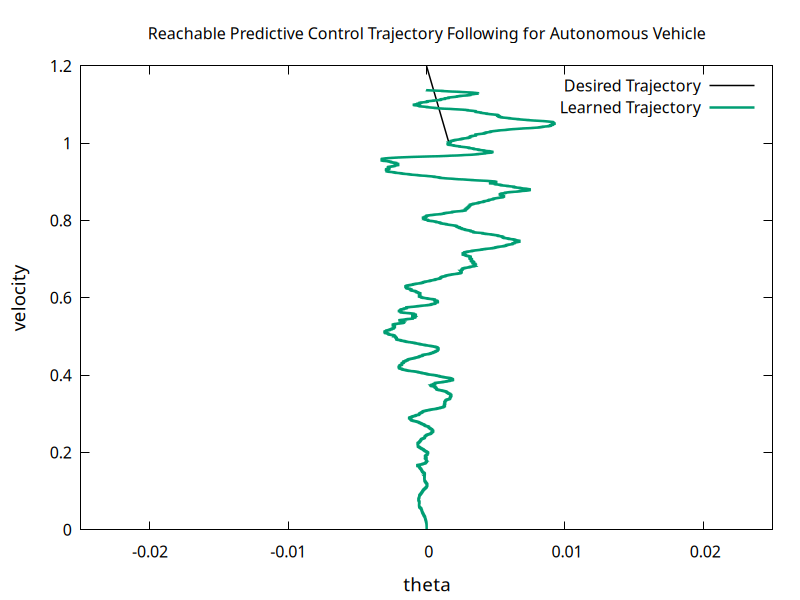 Reachable Predictive Control Trajectory Following for Autonomous Vehicle
Desired Trajectory
Learned Trajectory
velocity
1.2
1
0.8
0.6
0.4
0.2
0
-0.02 -0.01 0 0.01 0.02
theta